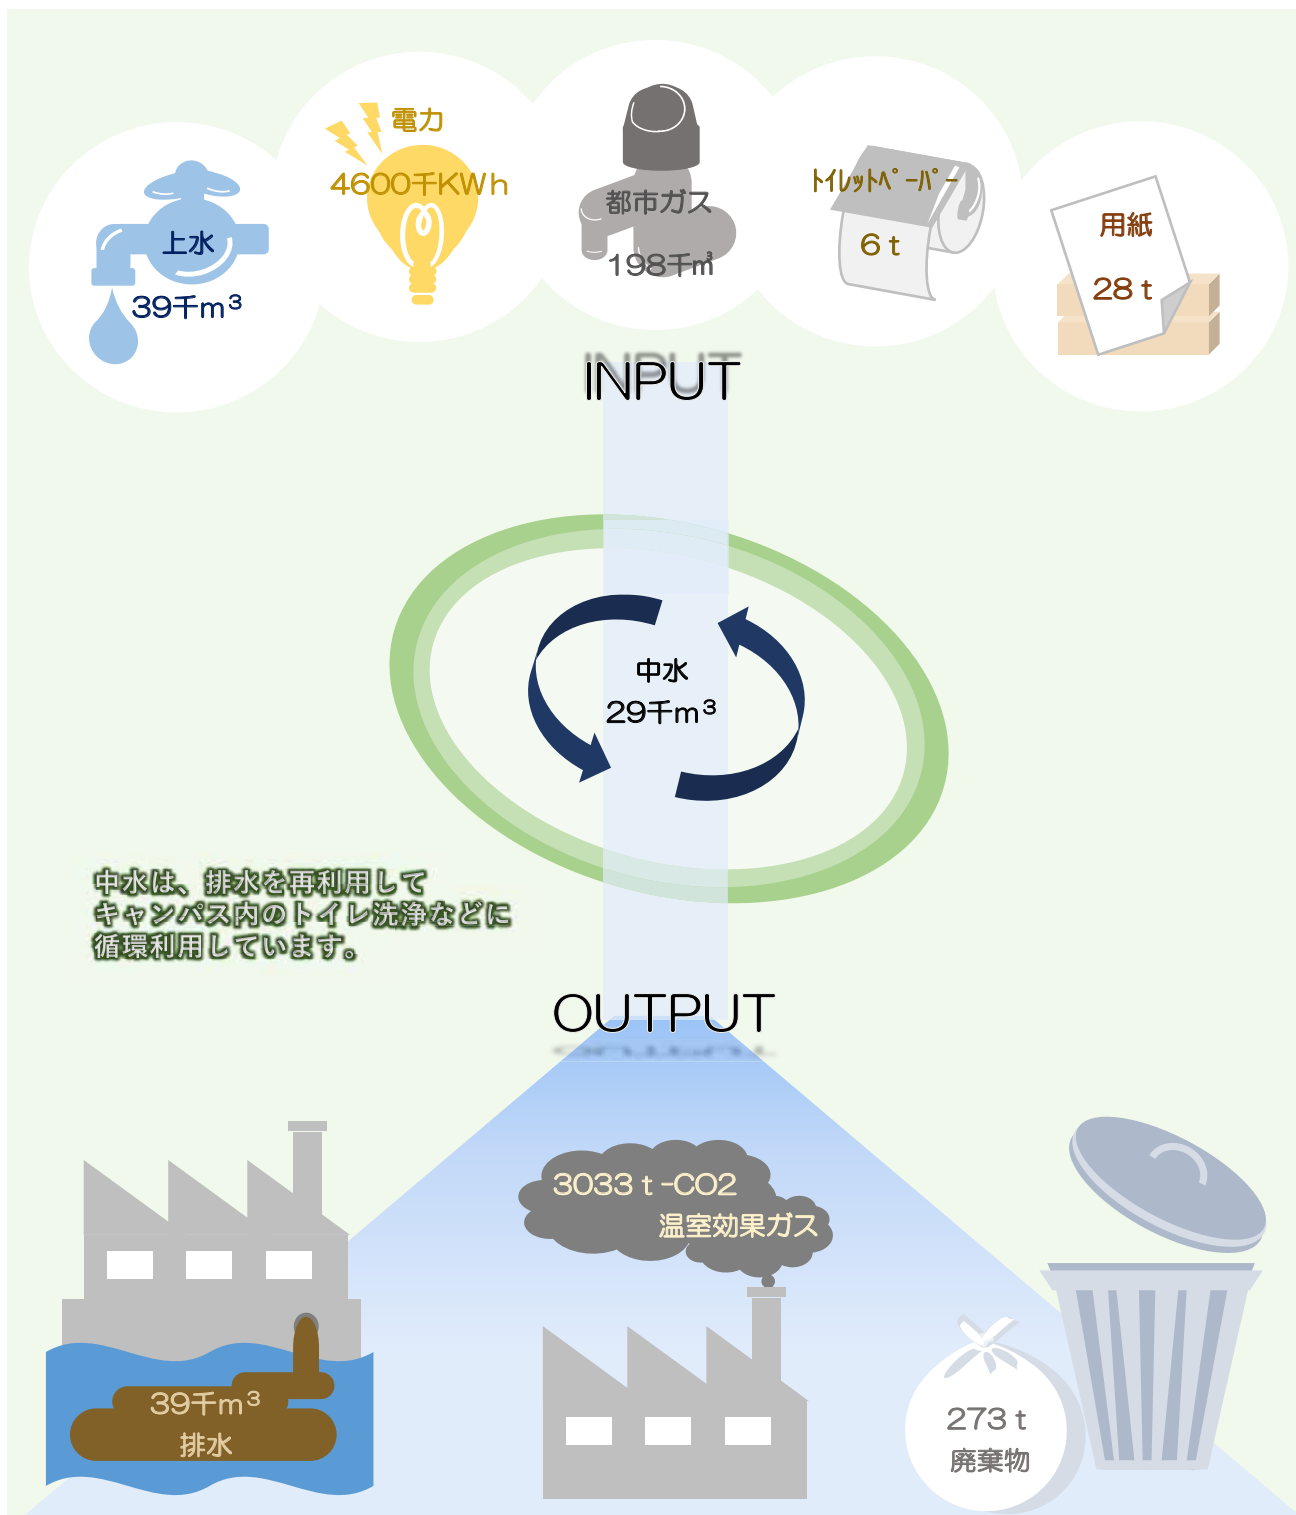 電力
4600千KWh
上水
39千m³
都市ガス
198千㎥
ﾄｲﾚｯﾄﾍﾟｰﾊﾟｰ
6ｔ
用紙
28ｔ
INPUT
中水
29千m³
中水は、排水を再利用して
キャンパス内のトイレ洗浄などに
循環利用しています。
OUTPUT
39千m³
排水
3033ｔ-CO2
温室効果ガス
273ｔ
廃棄物